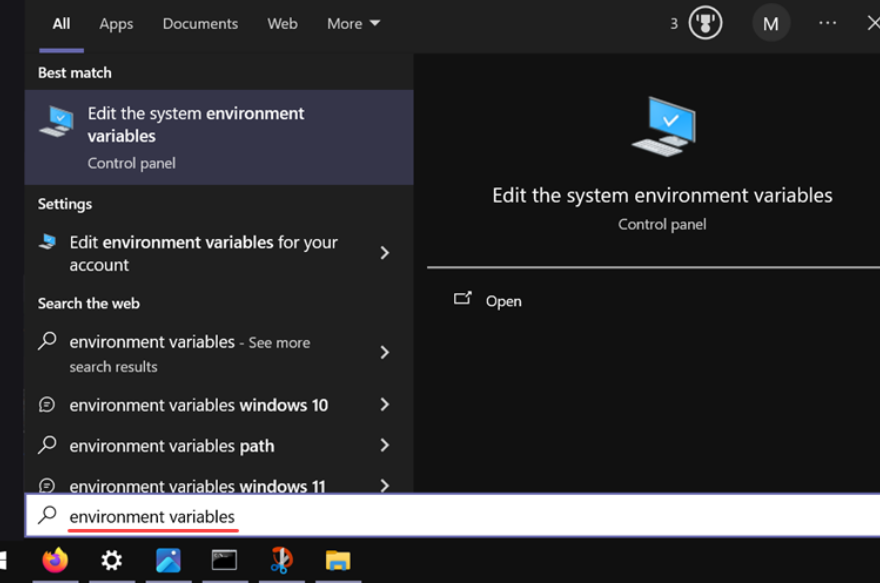 All Apps Documents Web More 3 M ...
Best match
Edit the system environment
variables
Control panel
Settings
Edit environment variables for your
account
Search the web
environment variables - See more
search results
environment variables windows 10
environment variables path
environment variables windows 11
environment variables
Edit the system environment variables
Control panel
Open